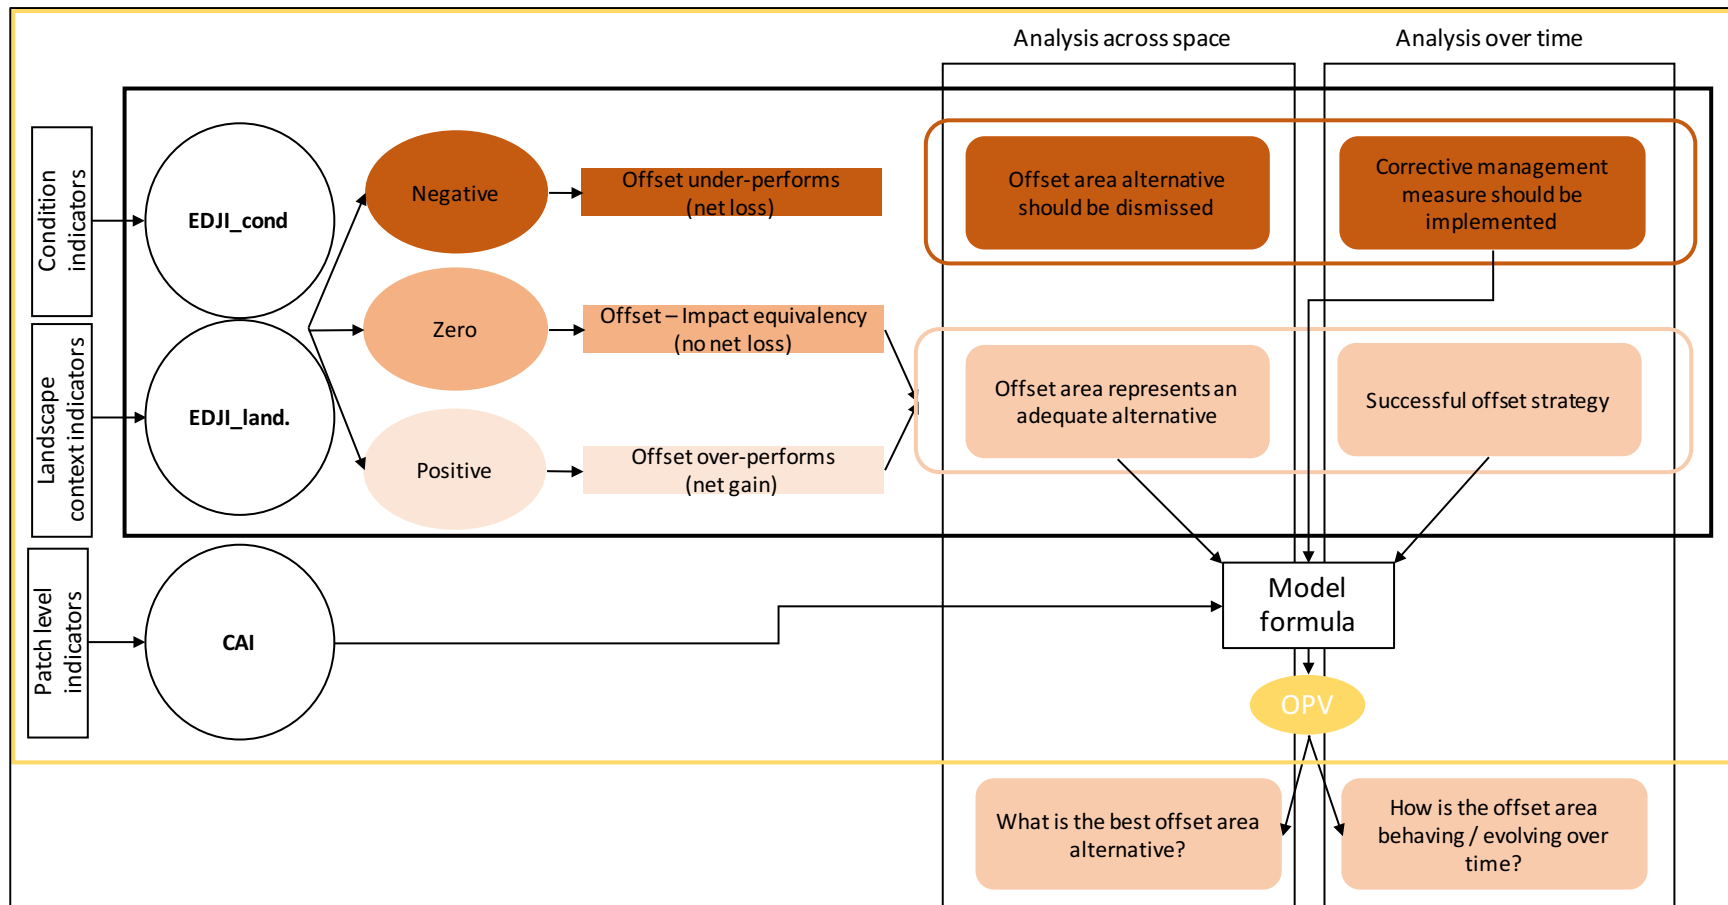 Analysis across space
Analysis over time
Condition
indicators
EDJI_cond
Negative
Offset under-performs
(net loss)
Offset area alternative
should be dismissed
Corrective management
measure should be
implemented
Zero
Offset – Impact equivalency
(no net loss)
Landscape
context indicators
EDJI_land.
Positive
Offset over-performs
(net gain)
Offset area represents an
adequate alternative
Successful offset strategy
Patch level
indicators
CAI
Model
formula
OPV
What is the best offset area
alternative?
How is the offset area
behaving / evolving over
time?